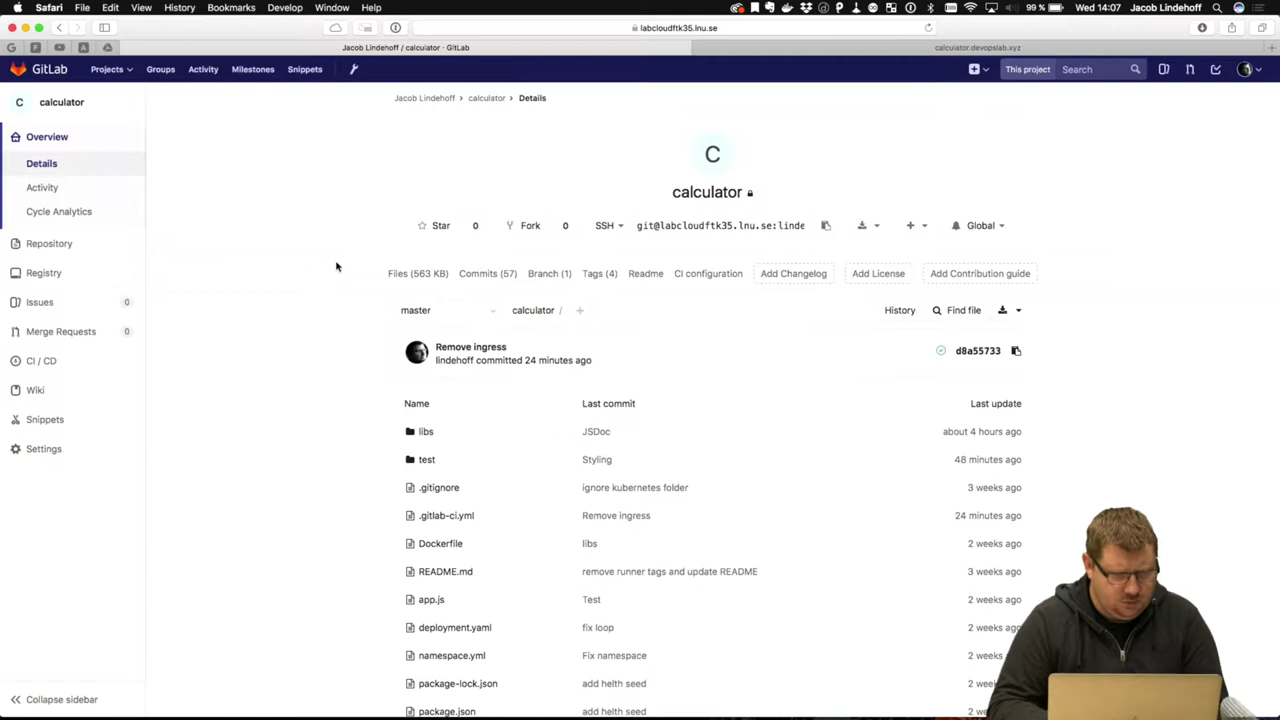 Safari File Edit View History Bookmarks Develop Window Help 99 % Wed 14:07 Jacob Lindehoff
labcloudftk35.lnu.se
Jacob Lindehoff / calculator · GitLab calculator.devopslab.xyz
GitLab Projects Groups Activity Milestones Snippets This project Search
C calculator
Overview
Details
Activity
Cycle Analytics
Repository
Registry
Issues 0
Merge Requests 0
CI / CD
Wiki
Snippets
Settings
Collapse sidebar
Jacob Lindehoff › calculator › Details
C
calculator
Star 0 Fork 0 SSH git@labcloudftk35.lnu.se:linde Global
Files (563 KB) Commits (57) Branch (1) Tags (4) Readme CI configuration Add Changelog Add License Add Contribution guide
master calculator / + History Find file
Remove ingress
lindehoff committed 24 minutes ago d8a55733
Name Last commit Last update
libs JSDoc about 4 hours ago
test Styling 48 minutes ago
.gitignore ignore kubernetes folder 3 weeks ago
.gitlab-ci.yml Remove ingress 24 minutes ago
Dockerfile libs 2 weeks ago
README.md remove runner tags and update README 3 weeks ago
app.js Test 2 weeks ago
deployment.yaml fix loop 2 weeks ago
namespace.yml Fix namespace 2 weeks
package-lock.json add helth seed 2 weeks
package.json add helth seed 2